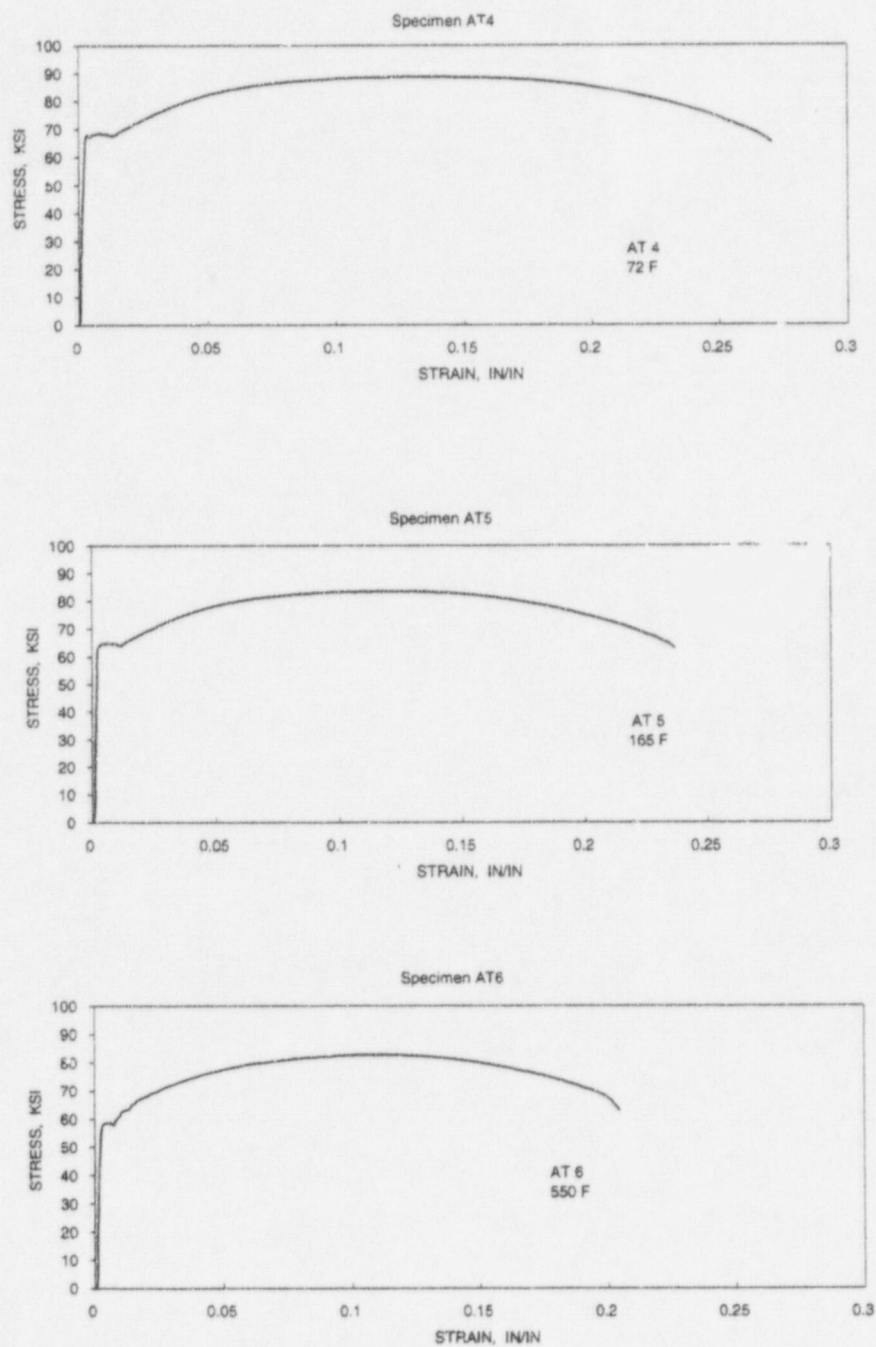 Specimen AT4
100
90
80
70
60
50
40
30
20
10
0
STRESS, KSI
AT 4
72 F
0 0.05 0.1 0.15 0.2 0.25 0.3
STRAIN, IN/IN
Specimen AT5
100
90
80
70
60
50
40
30
20
10
0
STRESS, KSI
AT 5
165 F
0 0.05 0.1 0.15 0.2 0.25 0.3
STRAIN, IN/IN
Specimen AT6
100
90
80
70
60
50
40
30
20
10
0
STRESS, KSI
AT 6
550 F
0 0.05 0.1 0.15 0.2 0.25 0.3
STRAIN, IN/IN